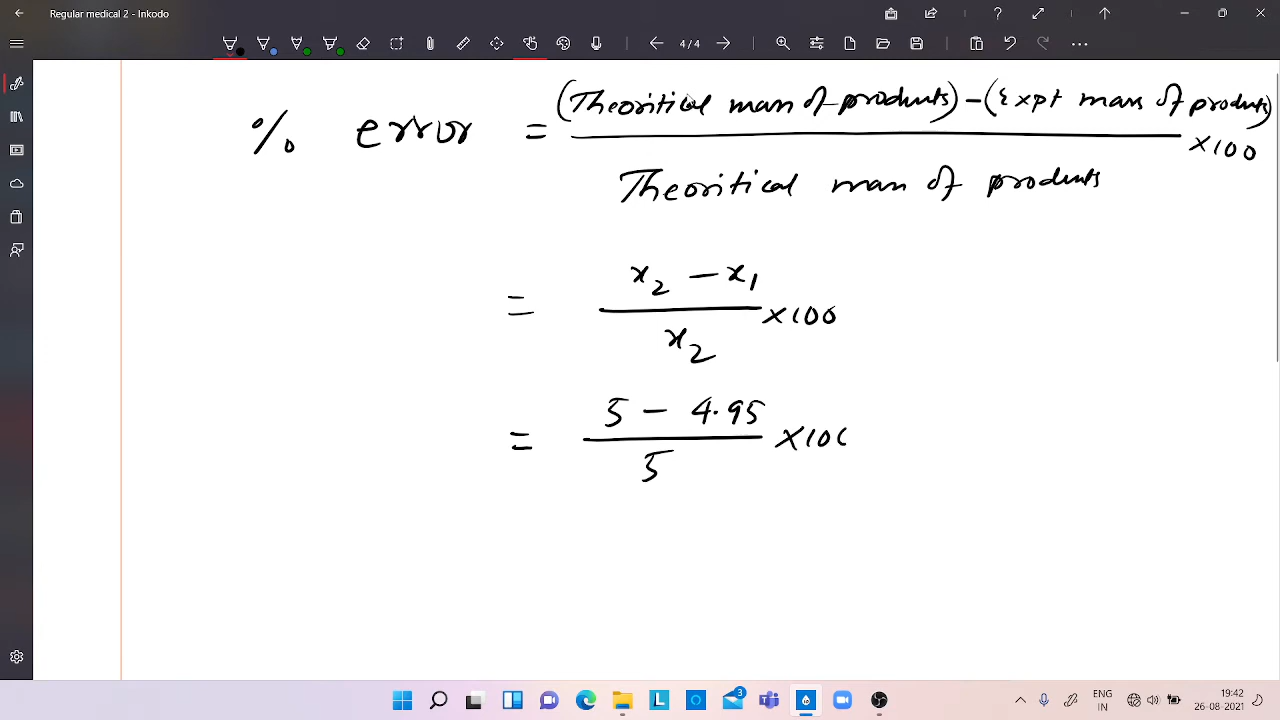 Regular medical 2 - Inkodo
4/4
(Theoritical mass of products) - (Expt mass of products)
% error = ×100
Theoritical mass of products
x₂ - x₁
= ×100
x₂
5 - 4.95
= ×100
5
3
ENG
IN
19:42
26-08-2021